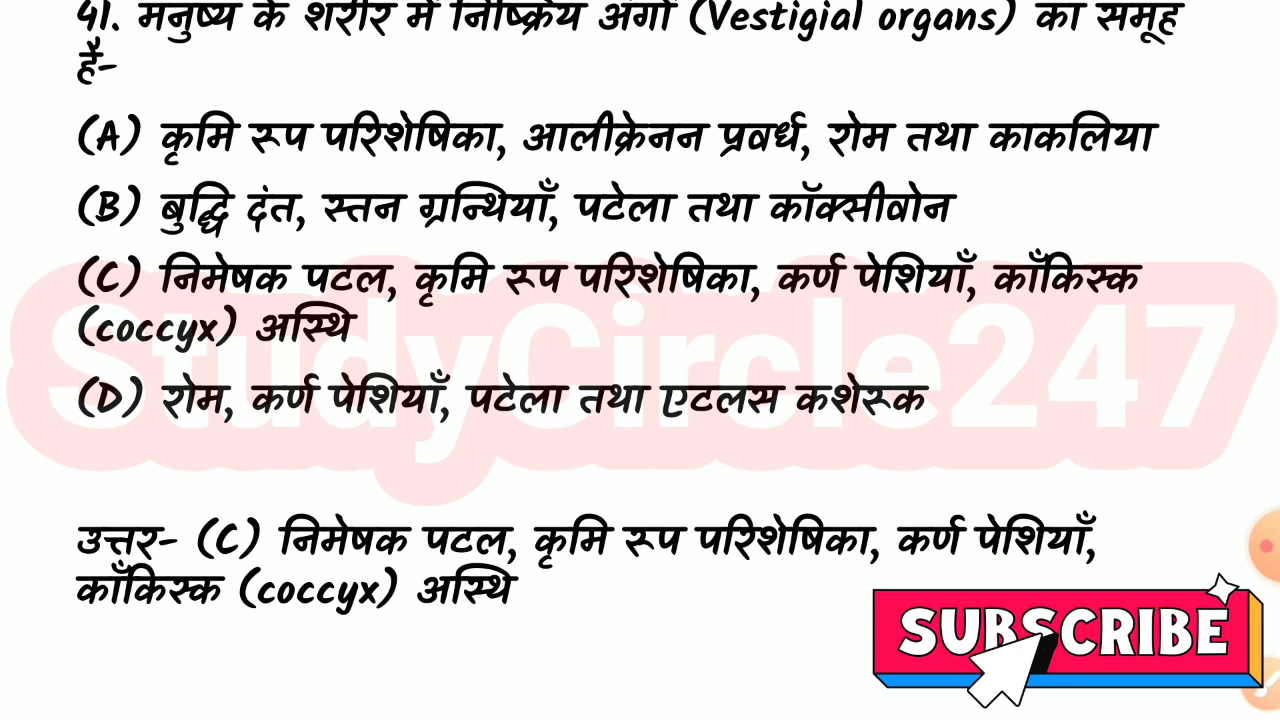 41. मनुष्य के शरीर में निष्क्रिय अंगों (Vestigial organs) का समूह
है-
(A) कृमि रूप परिशेषिका, आलीक्रेनन प्रवर्ध, रोम तथा काकलिया
(B) बुद्धि दंत, स्तन ग्रन्थियाँ, पटेला तथा कॉक्सीवोन
(C) निमेषक पटल, कृमि रूप परिशेषिका, कर्ण पेशियाँ, काँकिस्क
(coccyx) अस्थि
(D) रोम, कर्ण पेशियाँ, पटेला तथा एटलस कशेरूक
StudyCircle247
उत्तर- (C) निमेषक पटल, कृमि रूप परिशेषिका, कर्ण पेशियाँ,
काँकिस्क (coccyx) अस्थि
SUBSCRIBE